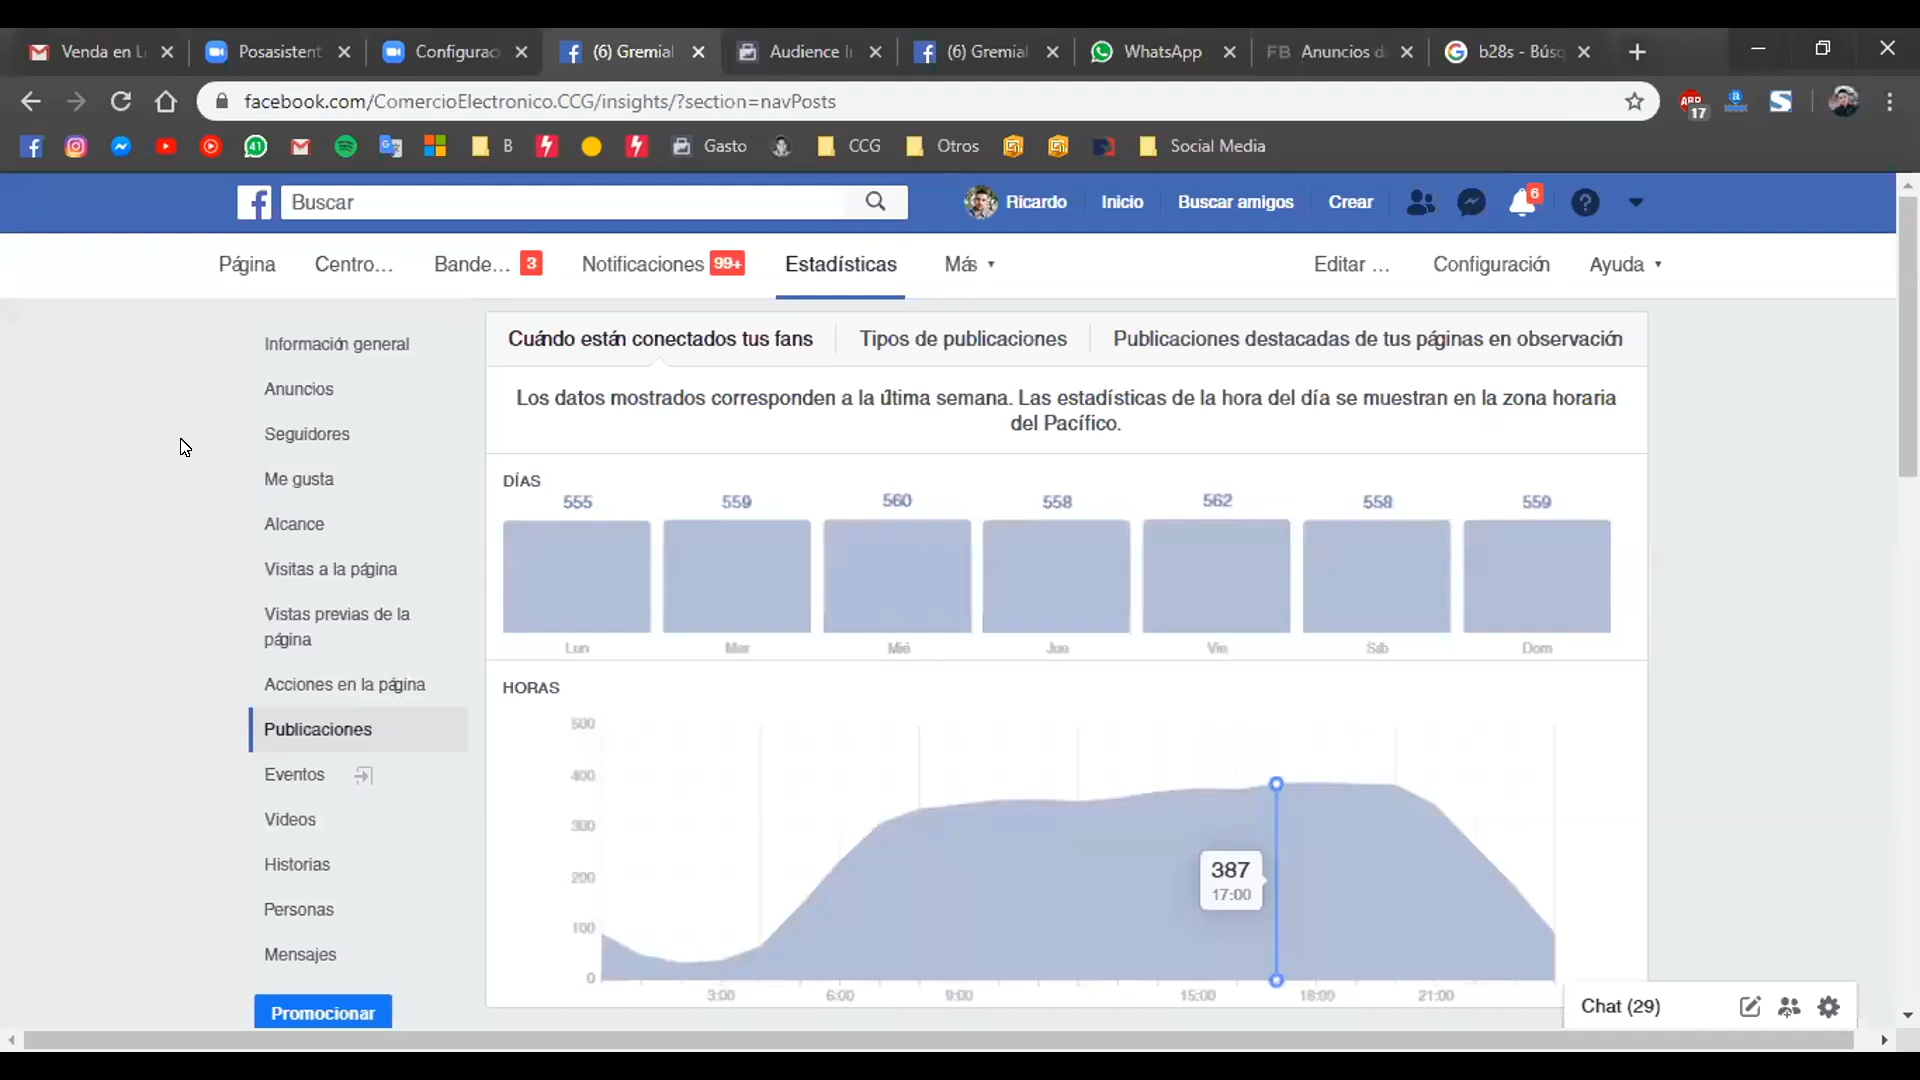 Venda en L
Posasistent
Configurac
(6) Gremial
Audience I
(6) Gremial
WhatsApp
FB Anuncios d
b28s - Búsq
facebook.com/ComercioElectronico.CCG/insights/?section=navPosts
ABD 17
41
B
Gasto
CCG
Otros
Social Media
Buscar
Ricardo
Inicio
Buscar amigos
Crear
6
Página
Centro...
Bande... 3
Notificaciones 99+
Estadísticas
Más
Editar ...
Configuración
Ayuda
Información general
Anuncios
Seguidores
Me gusta
Alcance
Visitas a la página
Vistas previas de la
página
Acciones en la página
Publicaciones
Eventos
Videos
Historias
Personas
Mensajes
Promocionar
Cuándo están conectados tus fans
Tipos de publicaciones
Publicaciones destacadas de tus páginas en observación
Los datos mostrados corresponden a la última semana. Las estadísticas de la hora del día se muestran en la zona horaria
del Pacífico.
DÍAS
555 559 560 558 562 558 559
Lun Mar Mié Jue Vie Sáb Dom
HORAS
500
400
300
200
100
0
387
17:00
3:00 6:00 9:00 15:00 18:00 21:00
Chat (29)